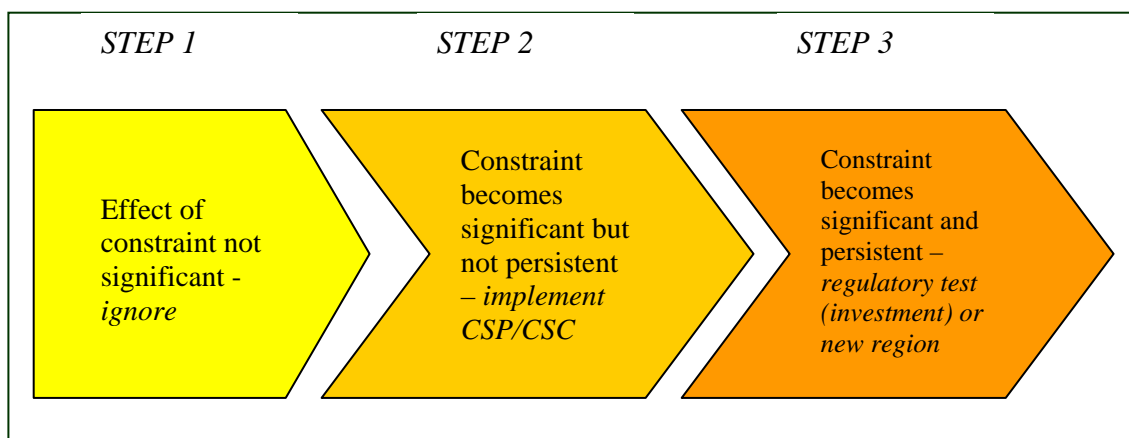 STEP 1
STEP 2
STEP 3
Effect of
constraint not
significant -
ignore
Constraint
becomes
significant but
not persistent
– implement
CSP/CSC
Constraint
becomes
significant and
persistent –
regulatory test
(investment) or
new region